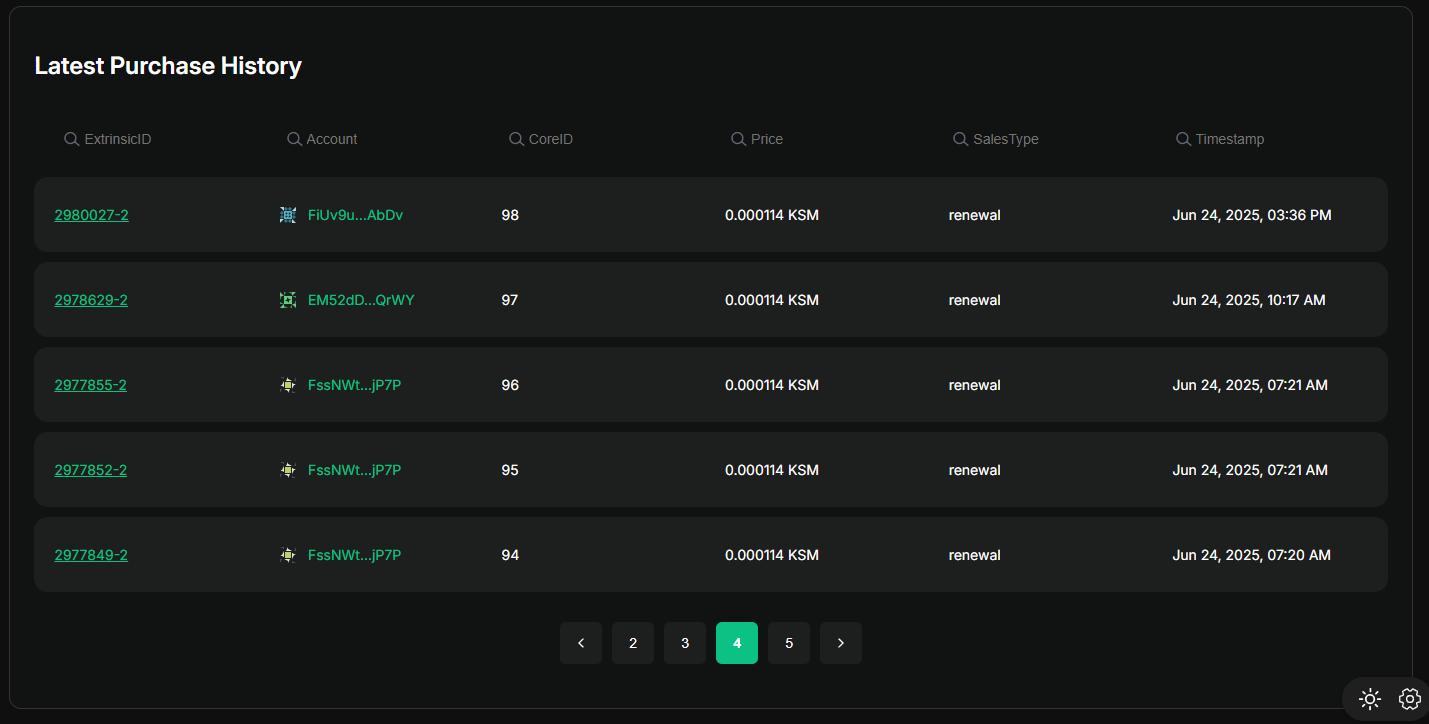 Latest Purchase History
ExtrinsicID Account CoreID Price SalesType Timestamp
2980027-2 FiUv9u...AbDv 98 0.000114 KSM renewal Jun 24, 2025, 03:36 PM
2978629-2 EM52dD...QrWY 97 0.000114 KSM renewal Jun 24, 2025, 10:17 AM
2977855-2 FssNWt...jP7P 96 0.000114 KSM renewal Jun 24, 2025, 07:21 AM
2977852-2 FssNWt...jP7P 95 0.000114 KSM renewal Jun 24, 2025, 07:21 AM
2977849-2 FssNWt...jP7P 94 0.000114 KSM renewal Jun 24, 2025, 07:20 AM
2 3 4 5